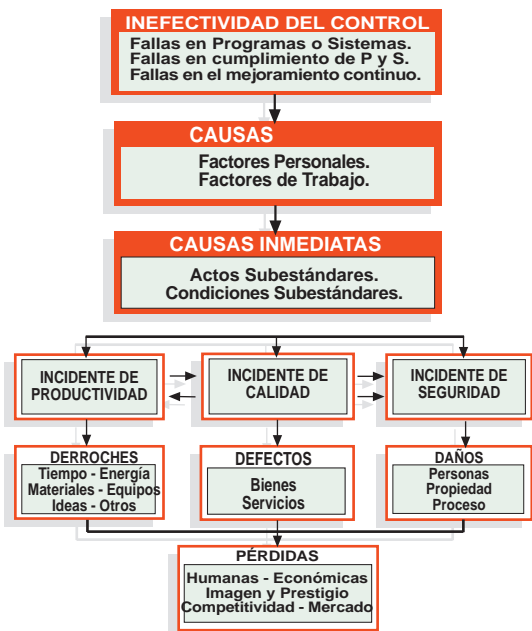 INEFECTIVIDAD DEL CONTROL
Fallas en Programas o Sistemas.
Fallas en cumplimiento de P y S.
Fallas en el mejoramiento continuo.
CAUSAS
Factores Personales.
Factores de Trabajo.
CAUSAS INMEDIATAS
Actos Subestándares.
Condiciones Subestándares.
INCIDENTE DE
PRODUCTIVIDAD
INCIDENTE DE
CALIDAD
INCIDENTE DE
SEGURIDAD
DERROCHES
Tiempo - Energía
Materiales - Equipos
Ideas - Otros
DEFECTOS
Bienes
Servicios
DAÑOS
Personas
Propiedad
Proceso
PÉRDIDAS
Humanas - Económicas
Imagen y Prestigio
Competitividad - Mercado